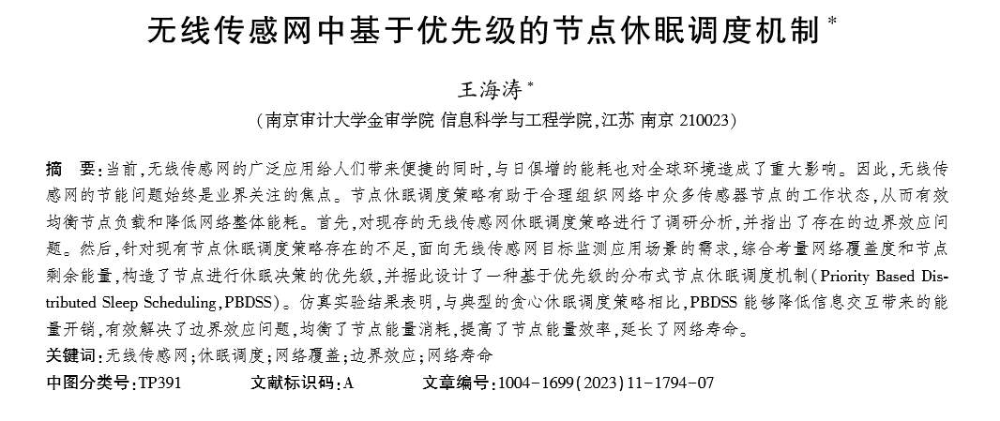 无线传感网中基于优先级的节点休眠调度机制*
王海涛*
(南京审计大学金审学院 信息科学与工程学院,江苏 南京 210023)
摘 要:当前,无线传感网的广泛应用给人们带来便捷的同时,与日俱增的能耗也对全球环境造成了重大影响。因此,无线传
感网的节能问题始终是业界关注的焦点。节点休眠调度策略有助于合理组织网络中众多传感器节点的工作状态,从而有效
均衡节点负载和降低网络整体能耗。首先,对现存的无线传感网休眠调度策略进行了调研分析,并指出了存在的边界效应问
题。然后,针对现有节点休眠调度策略存在的不足,面向无线传感网目标监测应用场景的需求,综合考量网络覆盖度和节点
剩余能量,构造了节点进行休眠决策的优先级,并据此设计了一种基于优先级的分布式节点休眠调度机制(Priority Based Dis-
tributed Sleep Scheduling,PBDSS)。仿真实验结果表明,与典型的贪心休眠调度策略相比,PBDSS 能够降低信息交互带来的能
量开销,有效解决了边界效应问题,均衡了节点能量消耗,提高了节点能量效率,延长了网络寿命。
关键词:无线传感网;休眠调度;网络覆盖;边界效应;网络寿命
中图分类号:TP391 文献标识码:A 文章编号:1004-1699(2023)11-1794-07